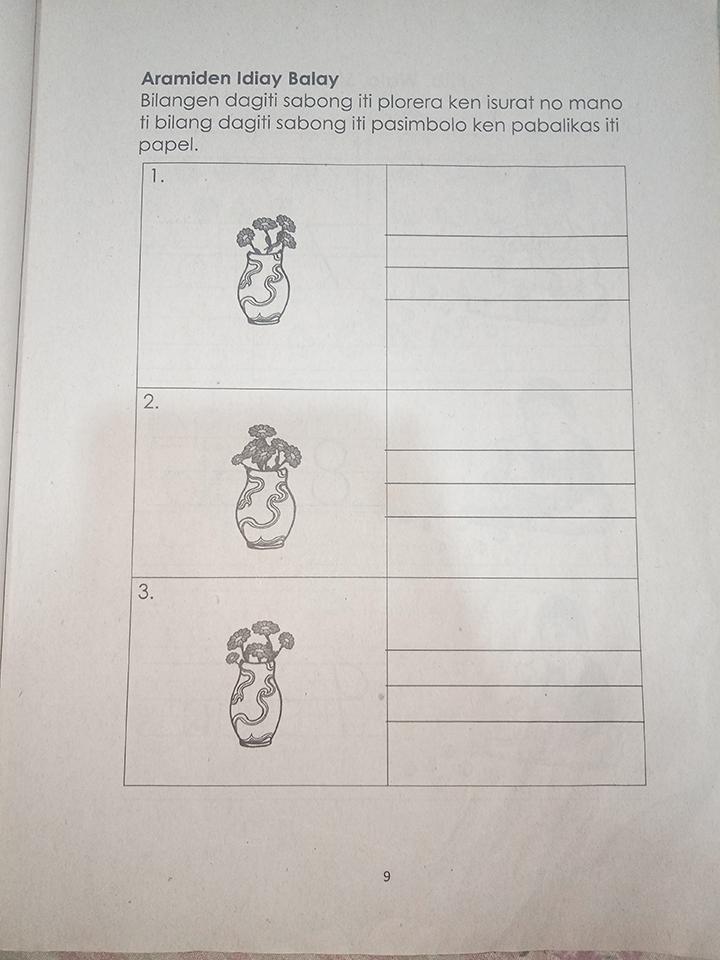 Aramiden Idiay Balay
Bilangen dagiti sabong iti plorera ken isurat no mano
ti bilang dagiti sabong iti pasimbolo ken pabalikas iti
papel.
1.
2.
3.
9